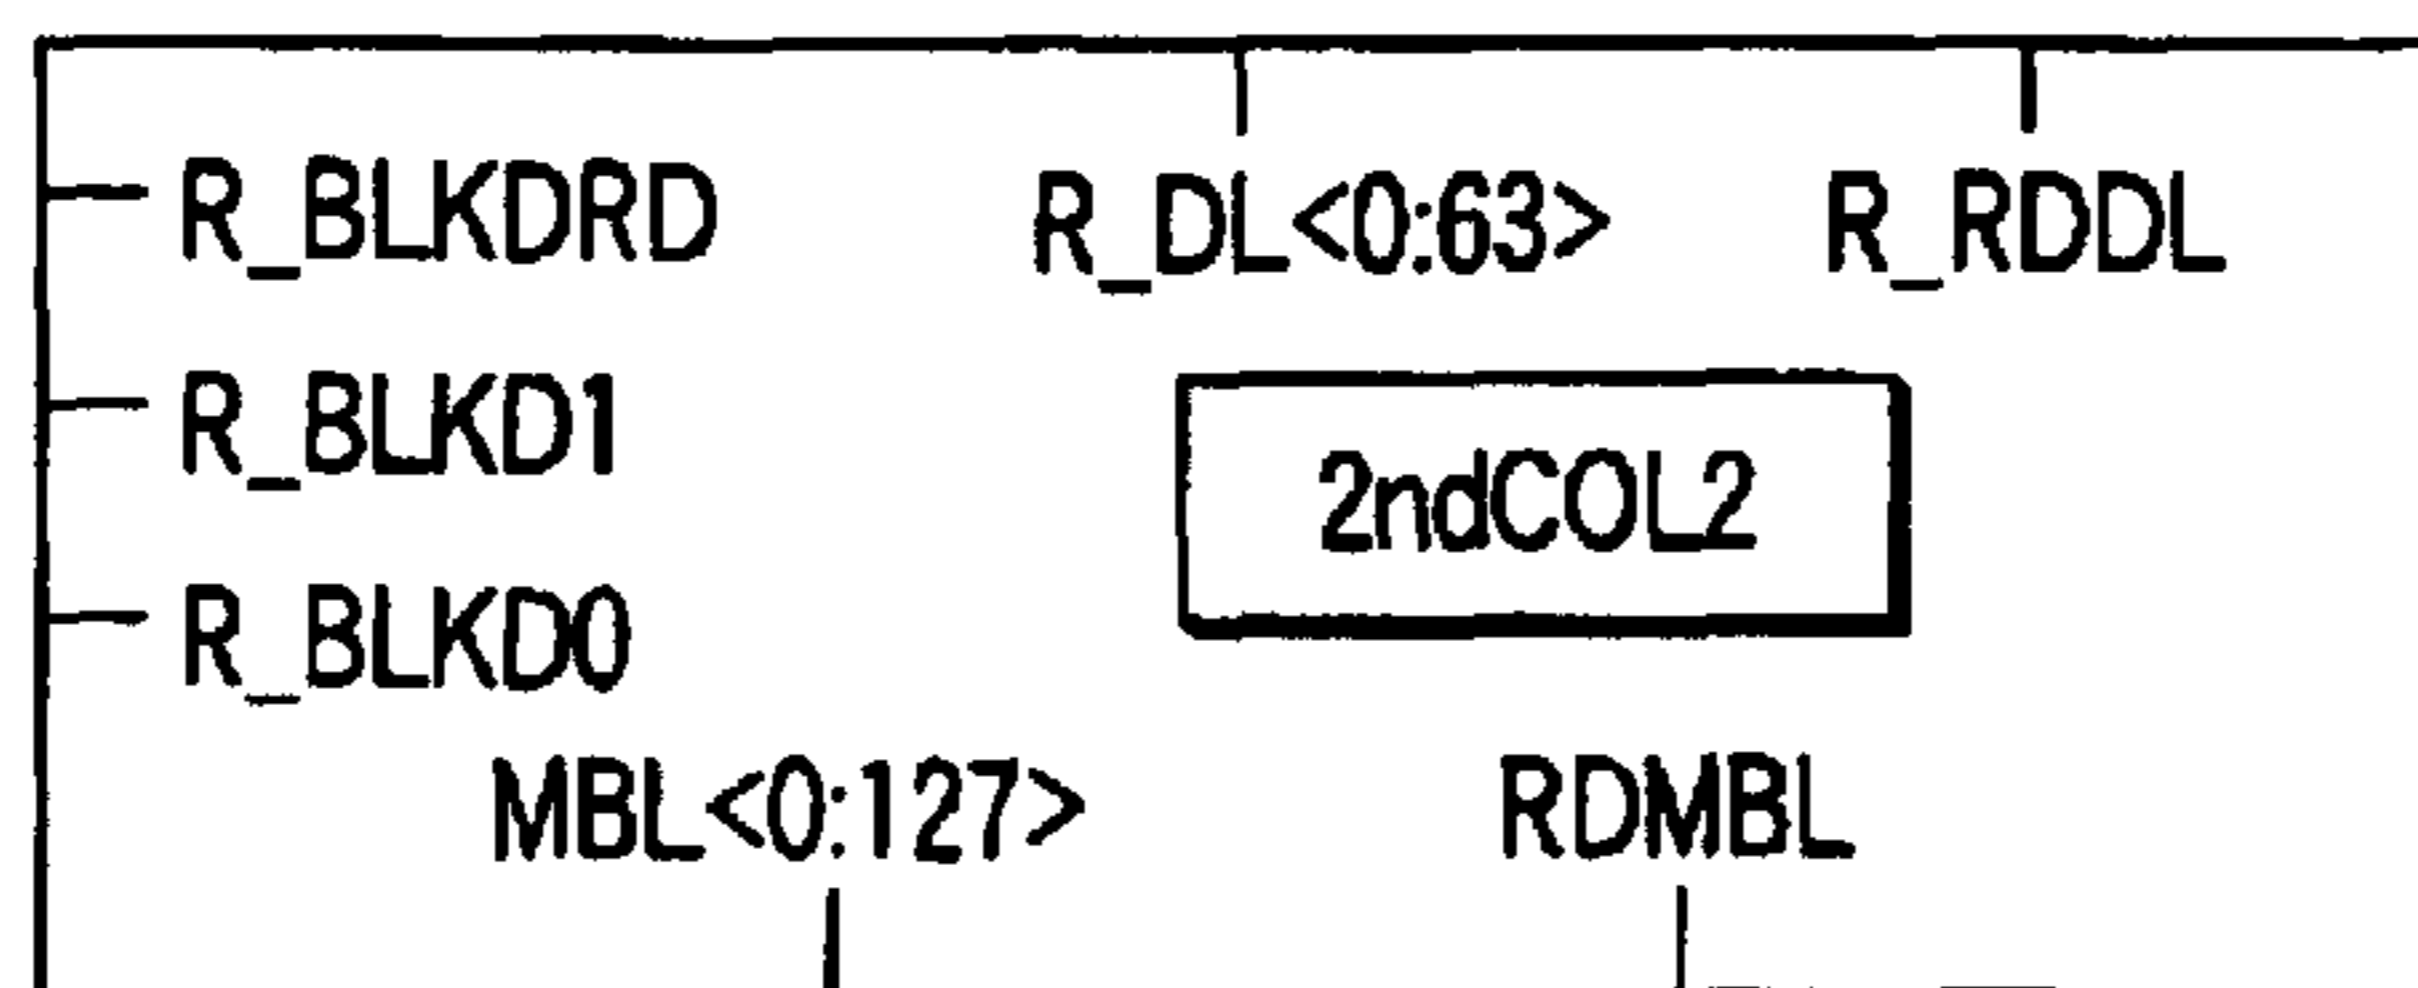 R_BLKDRD R_DL<0:63> R_RDDL
R_BLKD1
2ndCOL2
R_BLKD0
MBL<0:127> RDMBL